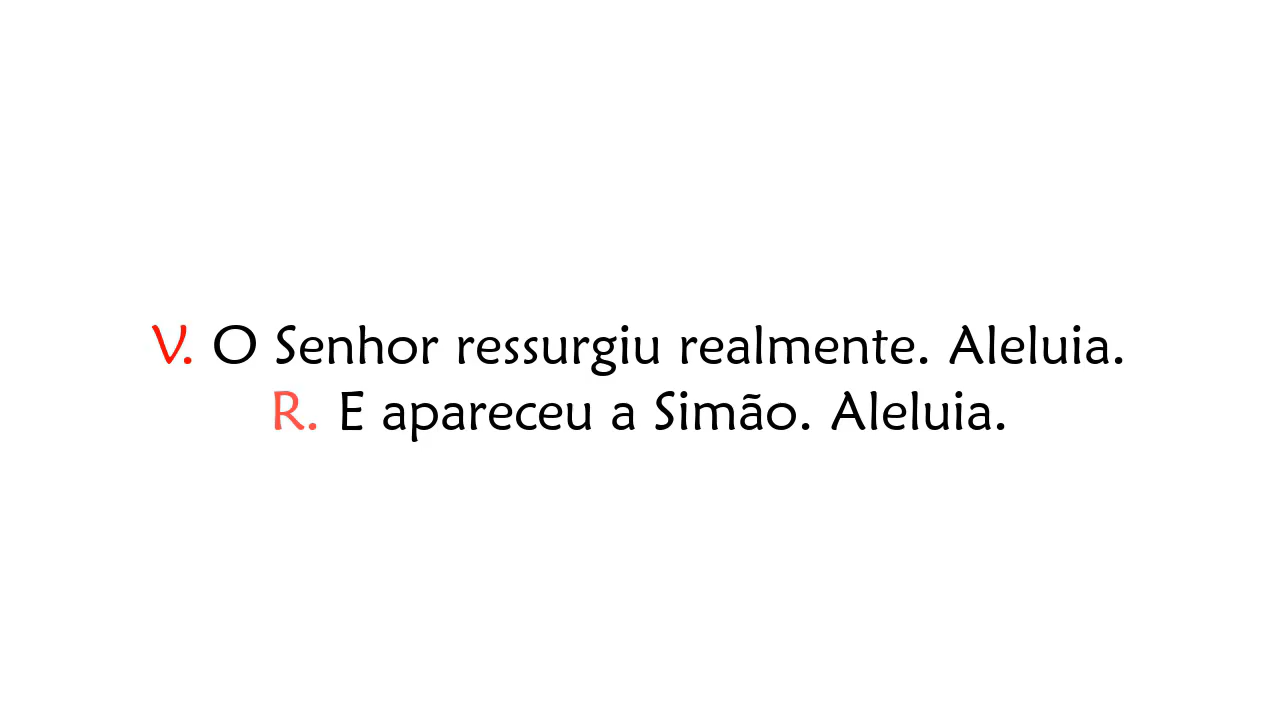 V. O Senhor ressurgiu realmente. Aleluia.
R. E apareceu a Simão. Aleluia.